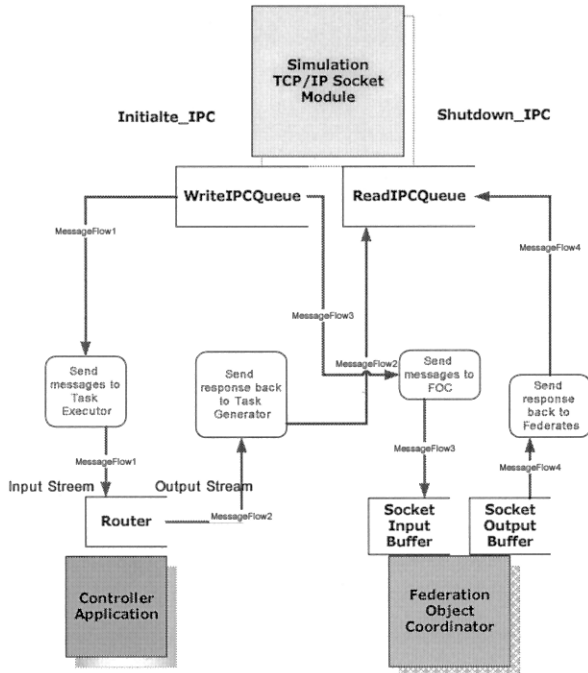 Simulation
TCP/IP Socket
Module
Initialte_IPC
Shutdown_IPC
WriteIPCQueue
ReadIPCQueue
MessageFlow1
MessageFlow4
MessageFlow3
MessageFlow2
Send
messages to
Task
Executor
Send
response back
to Task
Generator
Send
messages to
FOC
Send
response
back to
Federates
MessageFlow1
MessageFlow3
MessageFlow4
Input Streem
Output Stream
Router
MessageFlow2
Socket
Input
Buffer
Socket
Output
Buffer
Controller
Application
Federation
Object
Coordinator